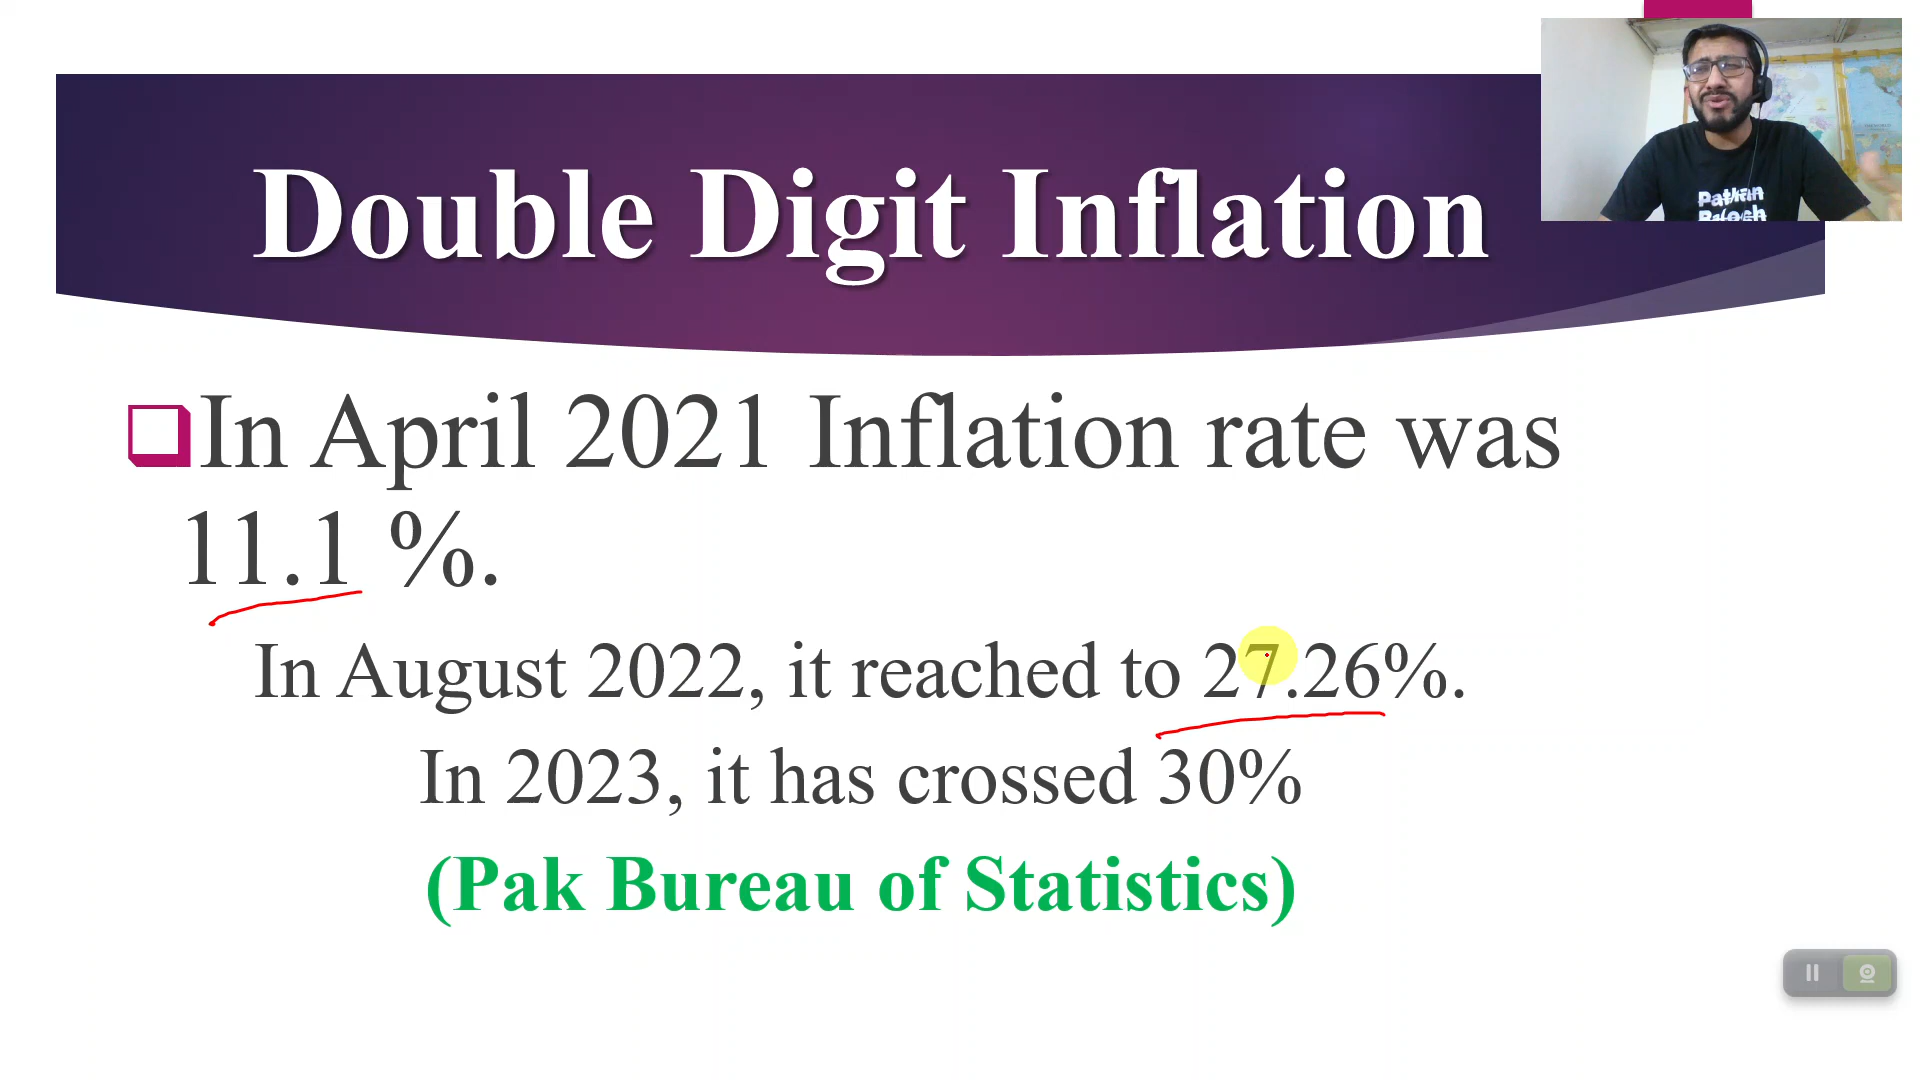 Double Digit Inflation
Pathan
In April 2021 Inflation rate was
11.1 %.
In August 2022, it reached to 27.26%.
In 2023, it has crossed 30%
(Pak Bureau of Statistics)